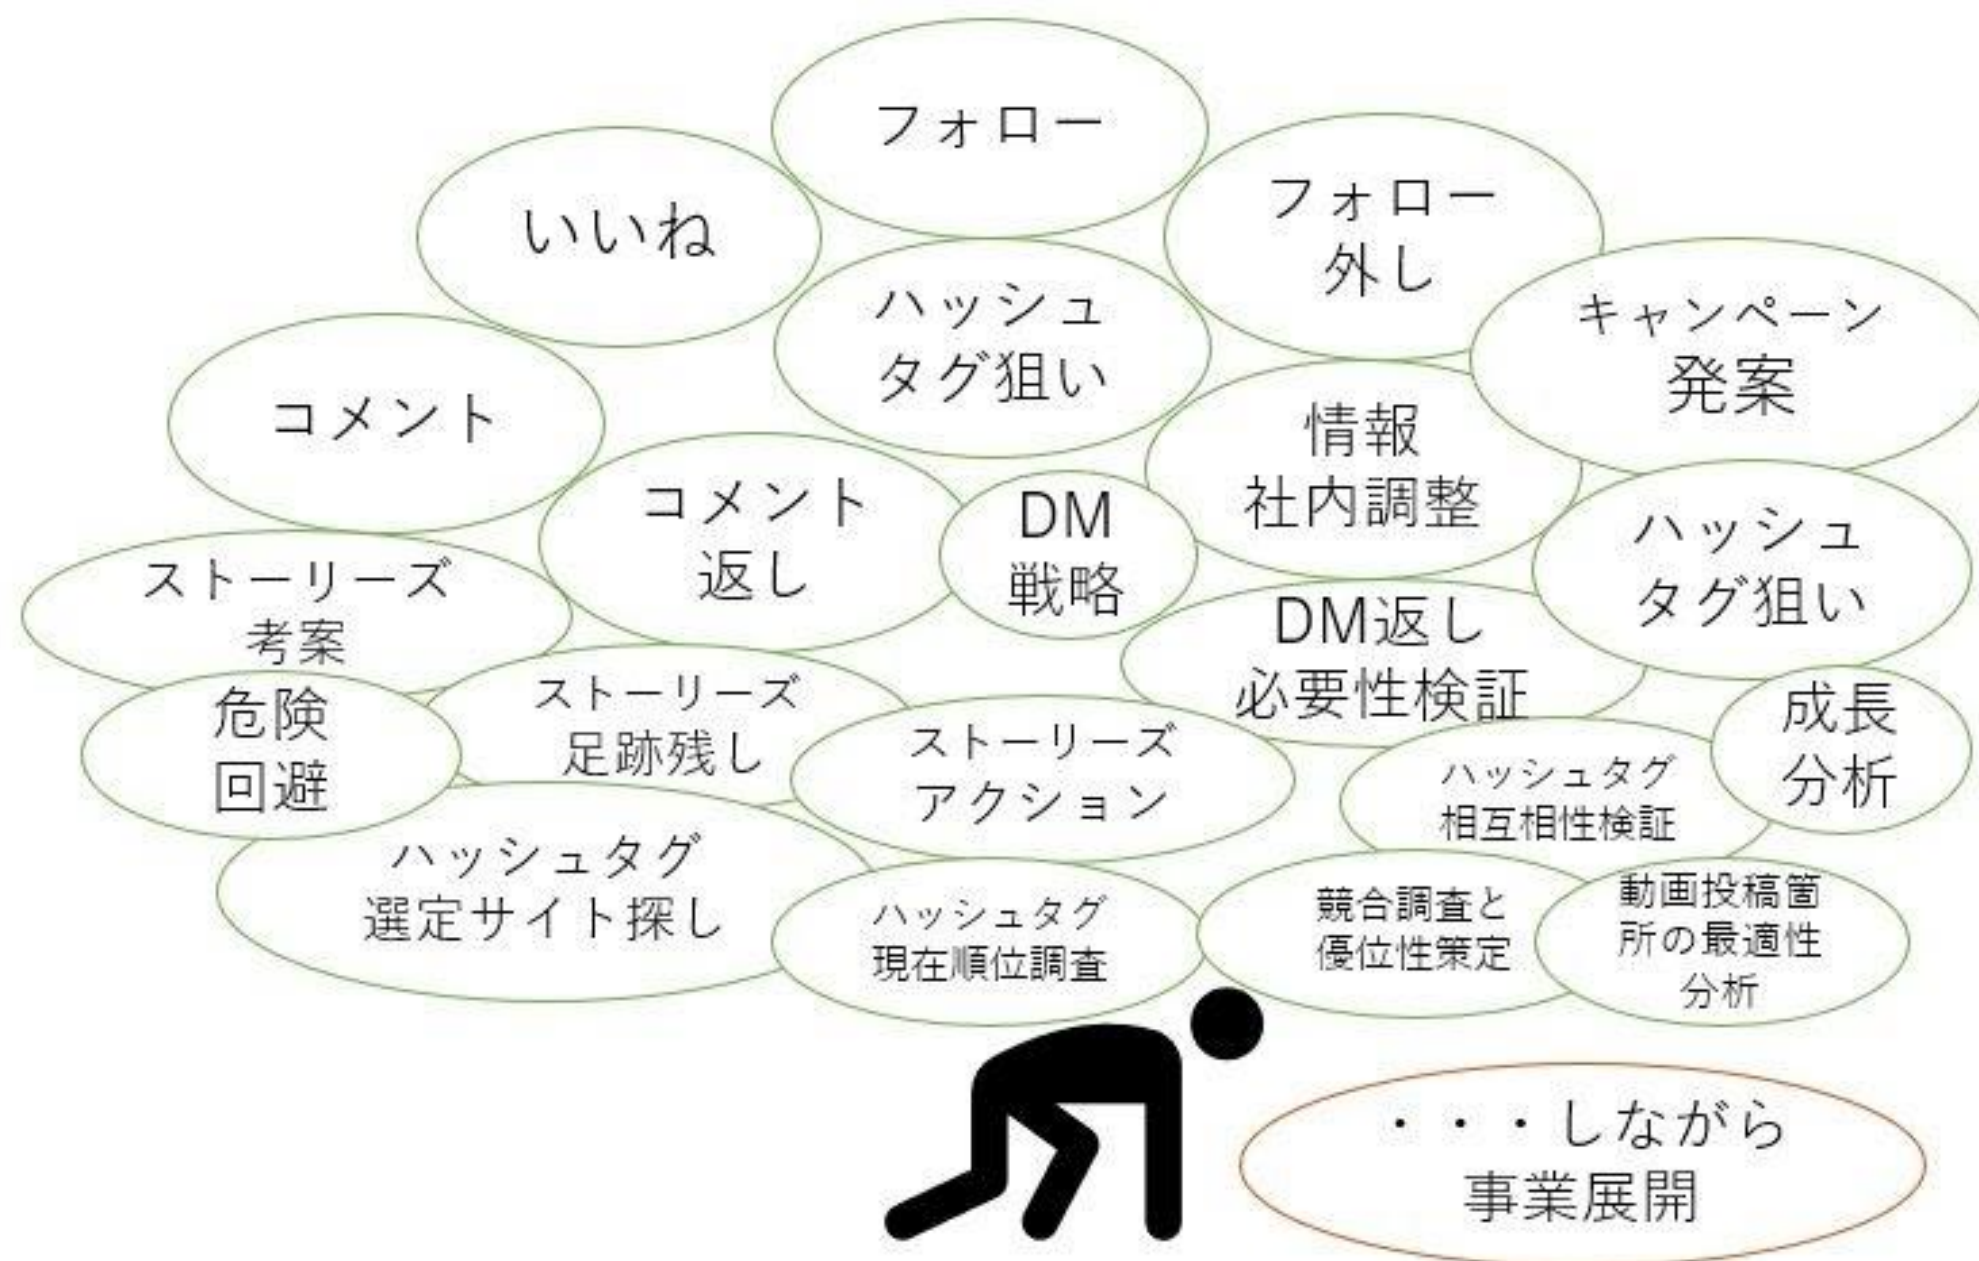 フォロー
いいね
フォロー
外し
ハッシュ
タグ狙い
キャンペーン
発案
コメント
情報
社内調整
コメント
返し
DM
戦略
ハッシュ
タグ狙い
ストーリーズ
考案
DM返し
必要性検証
危険
回避
ストーリーズ
足跡残し
ストーリーズ
アクション
成長
分析
ハッシュタグ
相互相性検証
ハッシュタグ
選定サイト探し
ハッシュタグ
現在順位調査
競合調査と
優位性策定
動画投稿箇
所の最適性
分析
・・・しながら
事業展開